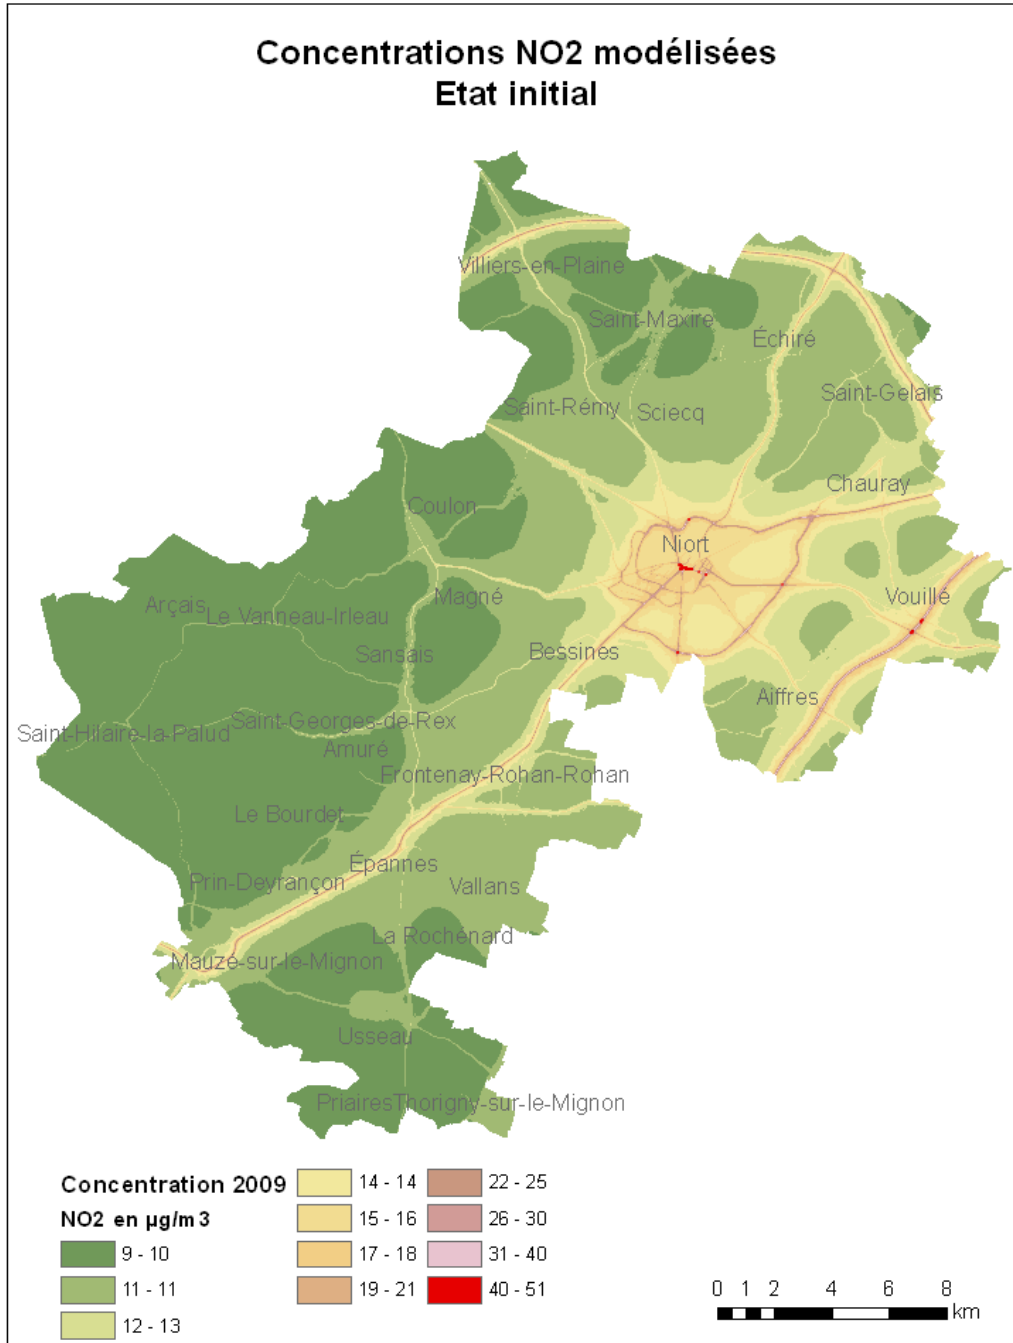 Concentrations NO2 modélisées
Etat initial
Villiers-en-Plaine
Saint-Maxire
Échiré
Saint-Gelais
Saint-Rémy
Sciecq
Chauray
Coulon
Niort
Magné
Vouillé
Arçais
Le Vanneau-Irleau
Sansais
Bessines
Aiffres
Saint-Georges-de-Rex
Saint-Hilaire-la-Palud
Amuré
Frontenay-Rohan-Rohan
Le Bourdet
Épannes
Prin-Deyrançon
Vallans
La Rochénard
Mauzé-sur-le-Mignon
Usseau
Priaires
Thorigny-sur-le-Mignon
Concentration 2009
NO2 en µg/m3
9 - 10
11 - 11
12 - 13
14 - 14
15 - 16
17 - 18
19 - 21
22 - 25
26 - 30
31 - 40
40 - 51
0 1 2 4 6 8
km